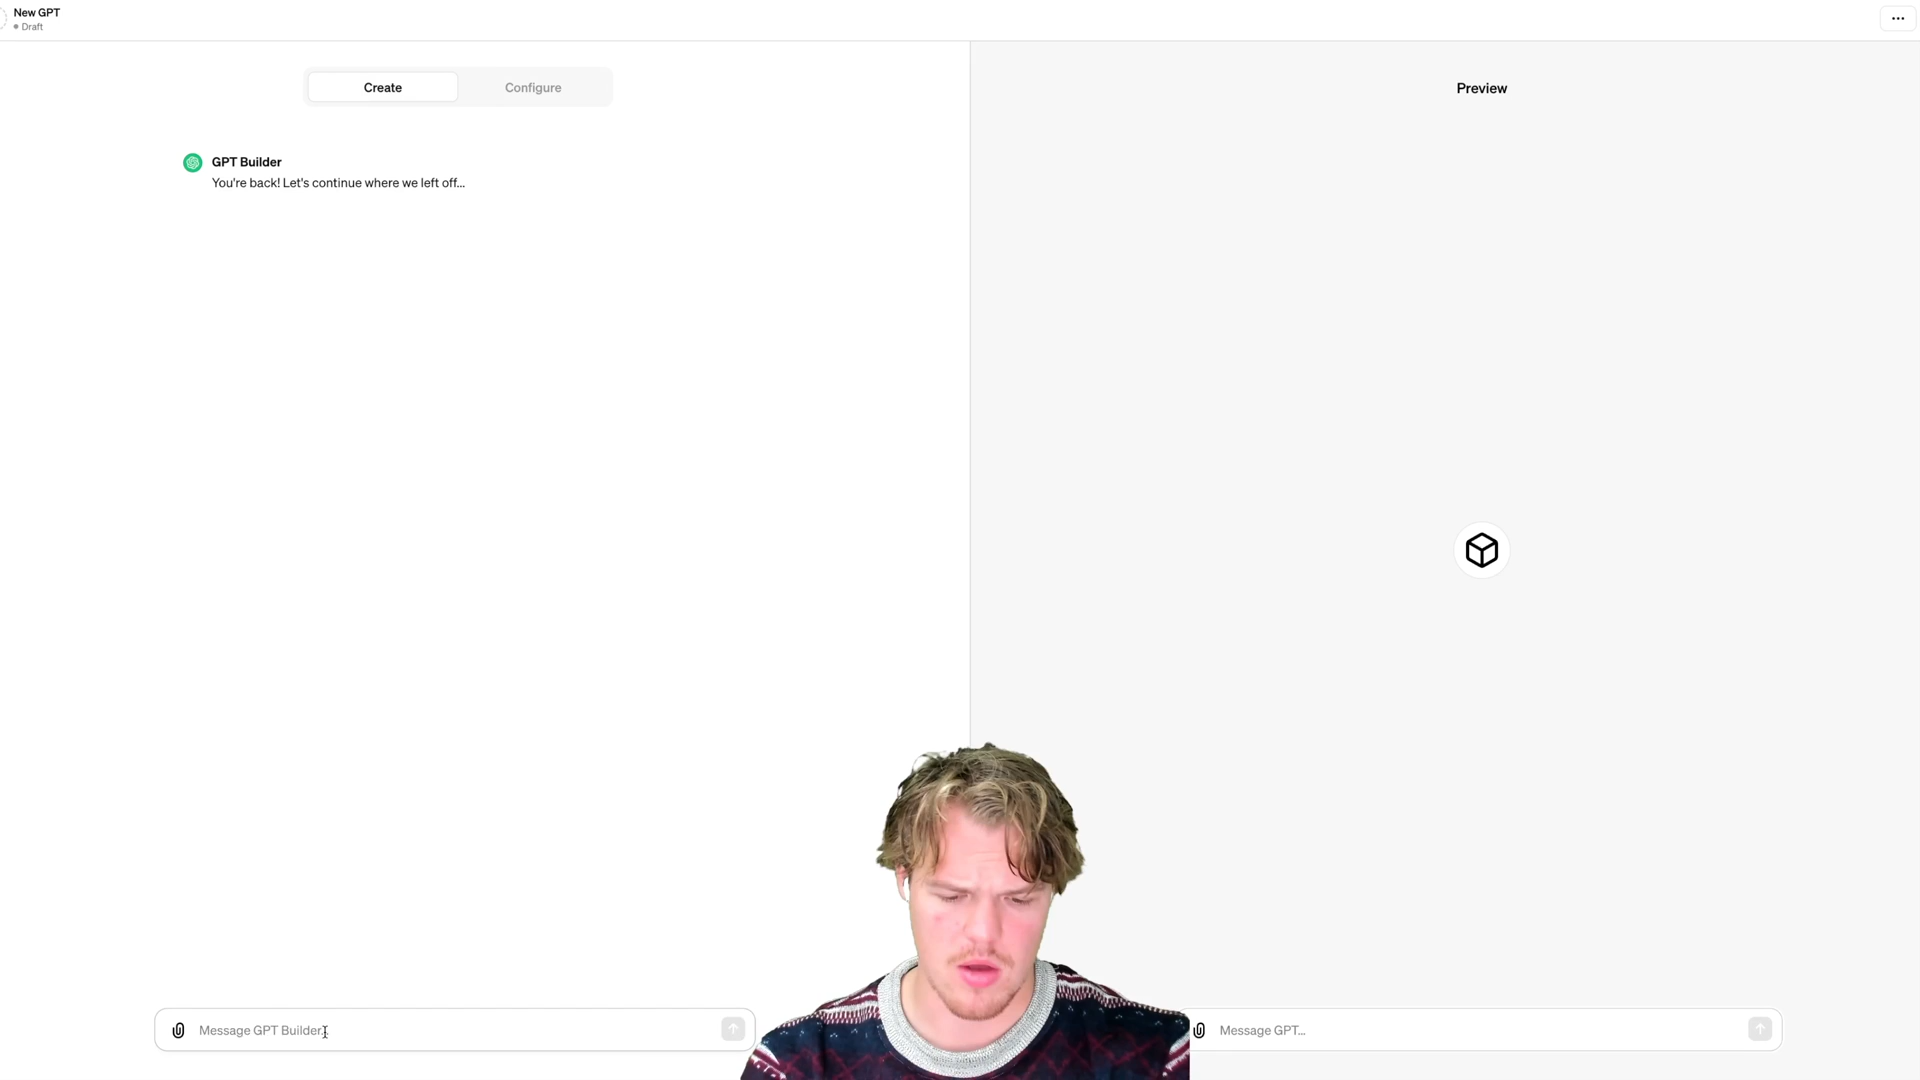 New GPT
Draft
Create
Configure
Preview
GPT Builder
You're back! Let's continue where we left off...
Message GPT Builder
Message GPT...